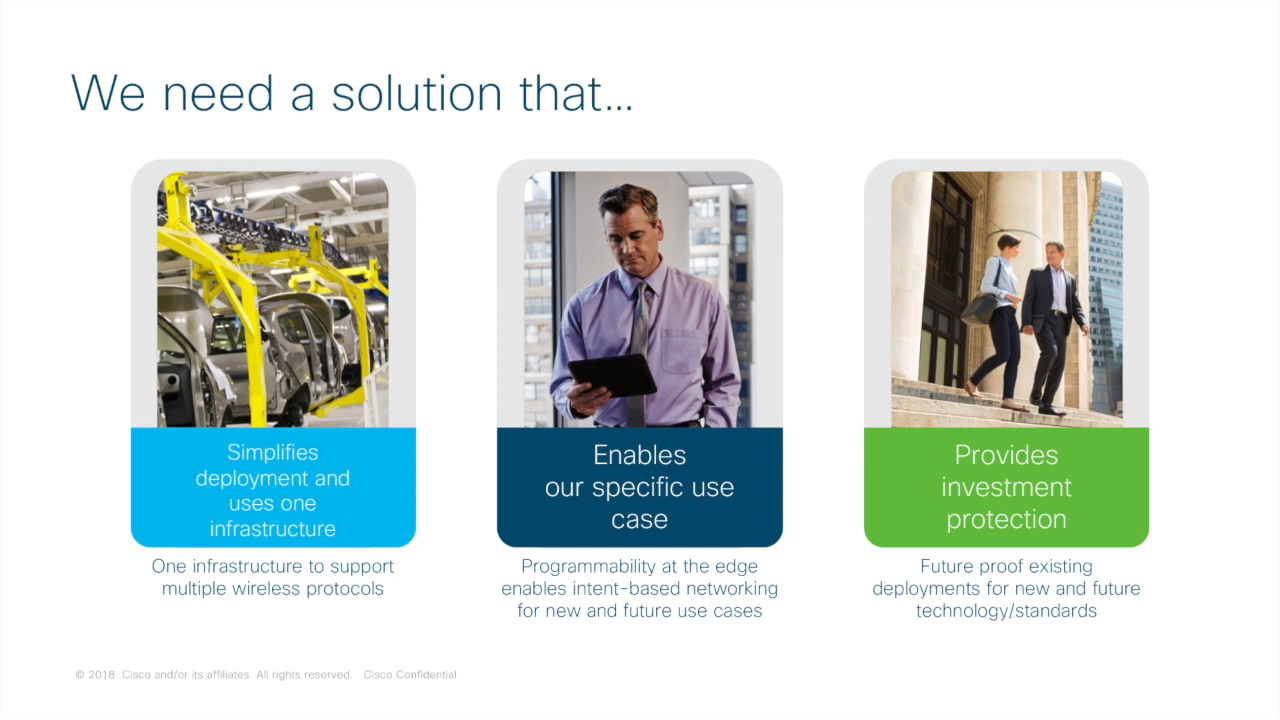 We need a solution that...
Simplifies
deployment and
uses one
infrastructure
One infrastructure to support
multiple wireless protocols
Enables
our specific use
case
Programmability at the edge
enables intent-based networking
for new and future use cases
Provides
investment
protection
Future proof existing
deployments for new and future
technology/standards
© 2018 Cisco and/or its affiliates. All rights reserved. Cisco Confidential